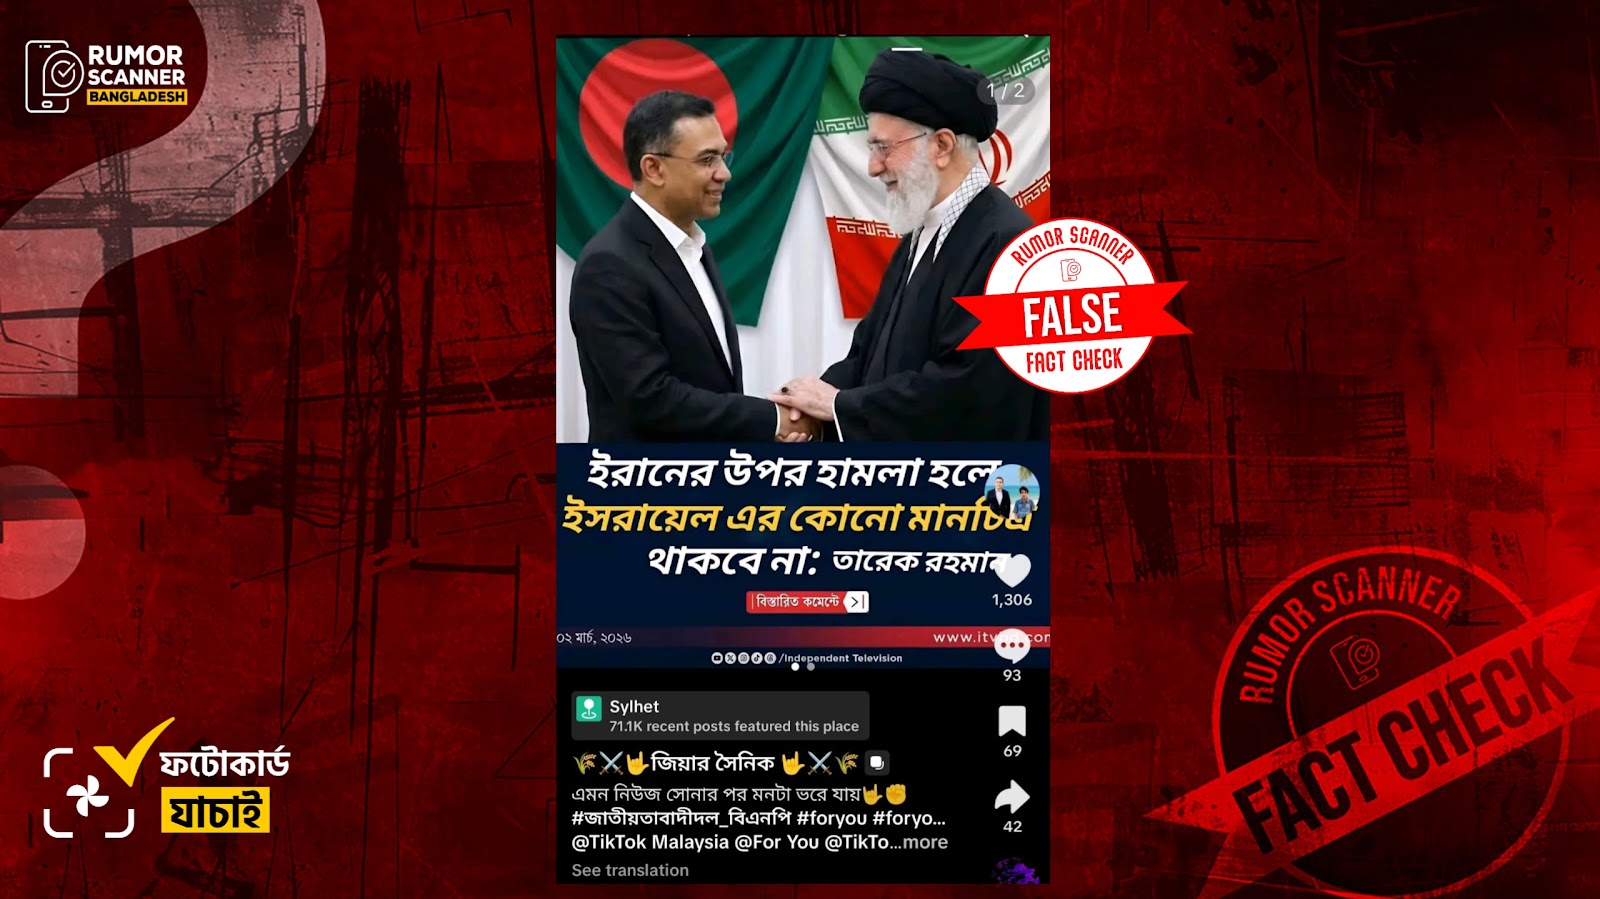 RUMOR
SCANNER
BANGLADESH
1 / 2
RUMOR SCANNER
FALSE
FACT CHECK
ইরানের উপর হামলা হলে
ইসরায়েল এর কোনো মানচিত্র
থাকবে না: তারেক রহমান
বিস্তারিত কমেন্টে
০২ মার্চ, ২০২৬
www.itvbd.com
/Independent Television
1,306
93
69
42
Sylhet
71.1K recent posts featured this place
জিয়ার সৈনিক
এমন নিউজ সোনার পর মনটা ভরে যায়
#জাতীয়তাবাদীদল_বিএনপি #foryou #foryo...
@TikTok Malaysia @For You @TikTo...more
See translation
ফটোকার্ড
যাচাই
RUMOR SCANNER
FACT CHECK